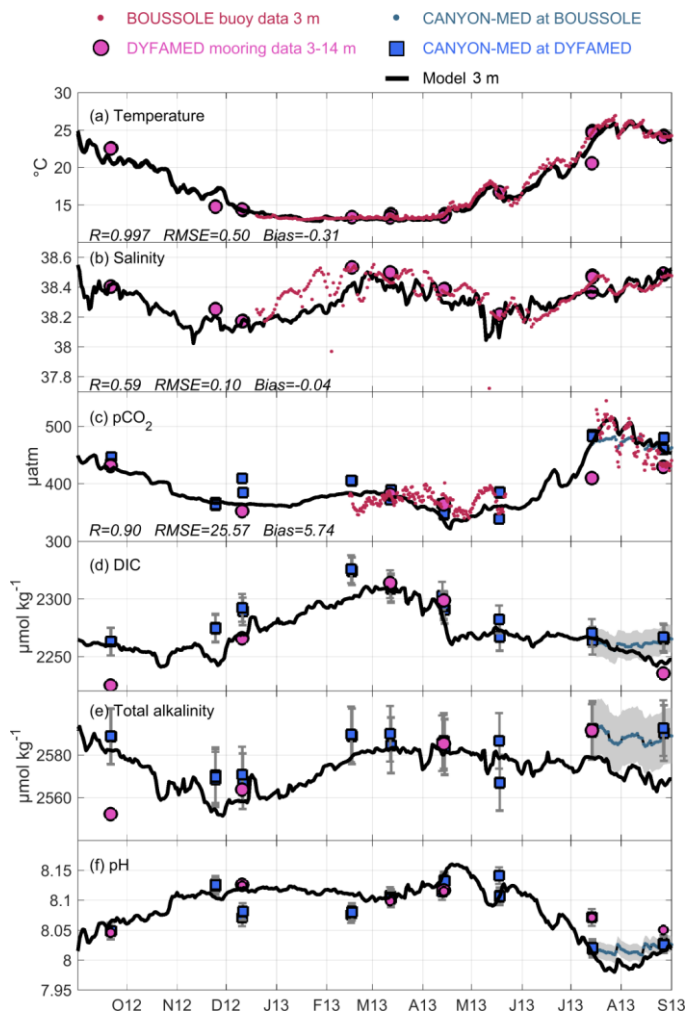 BOUSSOLE buoy data 3 m CANYON-MED at BOUSSOLE
DYFAMED mooring data 3-14 m CANYON-MED at DYFAMED
Model 3 m
30
(a) Temperature
25
°C
20
15
R=0.997 RMSE=0.50 Bias=-0.31
38.6
(b) Salinity
38.4
38.2
38
37.8
R=0.59 RMSE=0.10 Bias=-0.04
(c) pCO₂
500
µatm
400
R=0.90 RMSE=25.57 Bias=5.74
300
(d) DIC
µmol kg⁻¹
2300
2250
(e) Total alkalinity
µmol kg⁻¹
2580
2560
(f) pH
8.15
8.1
8.05
8
7.95
O12 N12 D12 J13 F13 M13 A13 M13 J13 J13 A13 S13